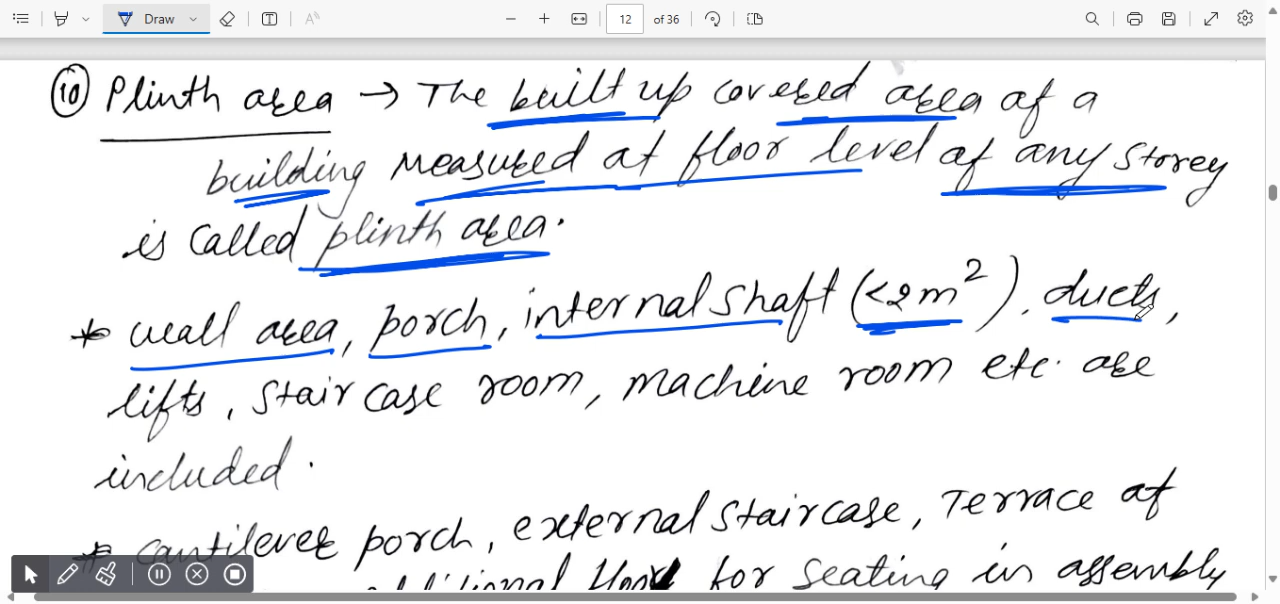 Draw
12 of 36
10 Plinth area → The built up covered area of a
building measured at floor level of any storey
is called plinth area.
* wall area, porch, internal shaft (<2m²). ducts,
lifts, stair case room, machine room etc. are
included.
* cantilever porch, external staircase, Terrace of
floor for seating in assembly